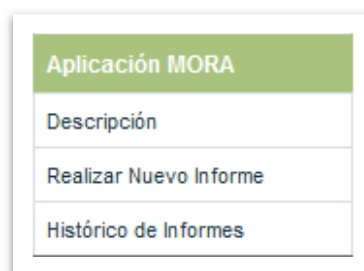 Aplicación MORA
Descripción
Realizar Nuevo Informe
Histórico de Informes